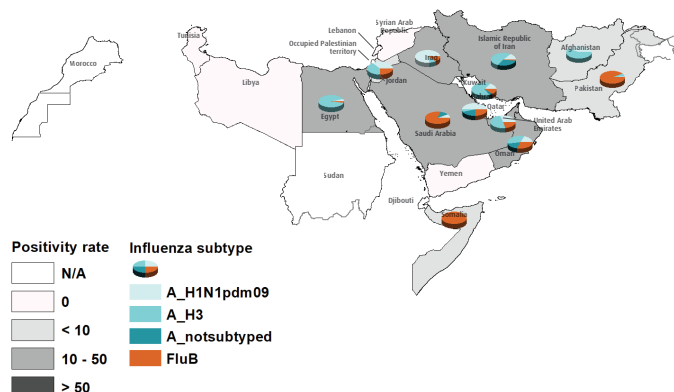 Syrian Arab
Republic
Lebanon
Tunisia
Occupied Palestinian
territory
Islamic Republic
of Iran
Afghanistan
Iraq
Morocco
Jordan
Kuwait
Libya
Pakistan
Qatar
Egypt
United Arab
Emirates
Saudi Arabia
Oman
Yemen
Sudan
Djibouti
Somalia
Positivity rate
N/A
0
< 10
10 - 50
> 50
Influenza subtype
A_H1N1pdm09
A_H3
A_notsubtyped
FluB